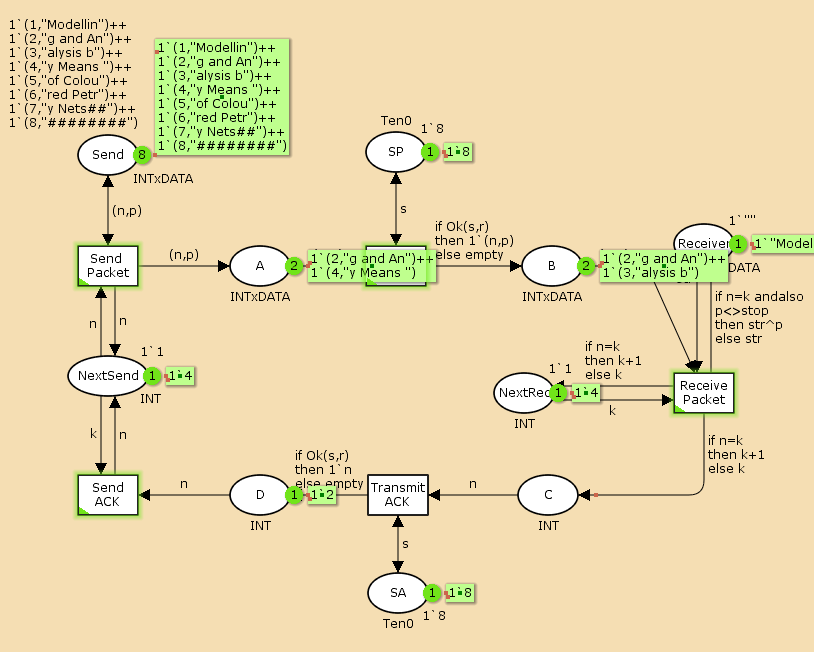 1`(1,"Modellin")++
1`(2,"g and An")++
1`(3,"alysis b")++
1`(4,"y Means ")++
1`(5,"of Colou")++
1`(6,"red Petr")++
1`(7,"y Nets##")++
1`(8,"########")
1`(1,"Modellin")++
1`(2,"g and An")++
1`(3,"alysis b")++
1`(4,"y Means ")++
1`(5,"of Colou")++
1`(6,"red Petr")++
1`(7,"y Nets##")++
1`(8,"########")
Send
8
INTxDATA
Ten0
1`8
SP
1
1`8
(n,p)
s
if Ok(s,r)
then 1`(n,p)
else empty
1`""
Receiver
1
1`"Model
DATA
Send
Packet
(n,p)
A
2
1`(2,"g and An")++
1`(4,"y Means ")
INTxDATA
B
2
1`(2,"g and An")++
1`(3,"alysis b")
INTxDATA
if n=k andalso
p<>stop
then str^p
else str
n
n
1`1
NextSend
1
1`4
INT
if n=k
then k+1
else k
1`1
NextRec
1
1`4
INT
k
Receive
Packet
if n=k
then k+1
else k
k
n
Send
ACK
n
D
1
1`2
INT
if Ok(s,r)
then 1`n
else empty
Transmit
ACK
n
C
INT
s
SA
1
1`8
1`8
Ten0